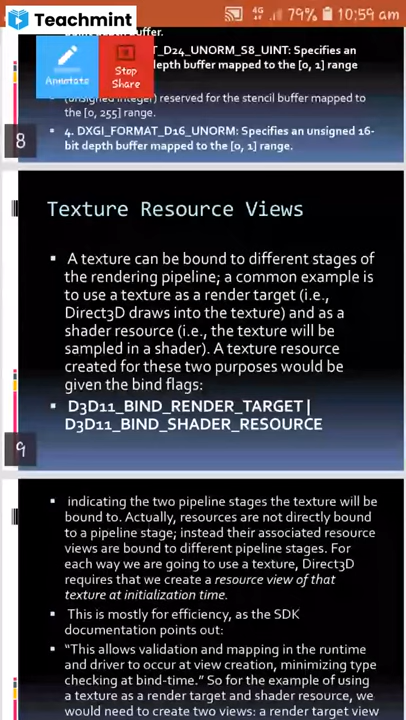 Teachmint
4G
79%
10:59 am
Annotate
Stop
Share
T_D24_UNORM_S8_UINT: Specifies an
depth buffer mapped to the [0, 1] range
(unsigned integer) reserved for the stencil buffer mapped to
the [0, 255] range.
4. DXGI_FORMAT_D16_UNORM: Specifies an unsigned 16-
bit depth buffer mapped to the [0, 1] range.
8
Texture Resource Views
A texture can be bound to different stages of
the rendering pipeline; a common example is
to use a texture as a render target (i.e.,
Direct3D draws into the texture) and as a
shader resource (i.e., the texture will be
sampled in a shader). A texture resource
created for these two purposes would be
given the bind flags:
D3D11_BIND_RENDER_TARGET |
D3D11_BIND_SHADER_RESOURCE
9
indicating the two pipeline stages the texture will be
bound to. Actually, resources are not directly bound
to a pipeline stage; instead their associated resource
views are bound to different pipeline stages. For
each way we are going to use a texture, Direct3D
requires that we create a resource view of that
texture at initialization time.
This is mostly for efficiency, as the SDK
documentation points out:
"This allows validation and mapping in the runtime
and driver to occur at view creation, minimizing type
checking at bind-time." So for the example of using
a texture as a render target and shader resource, we
would need to create two views: a render target view